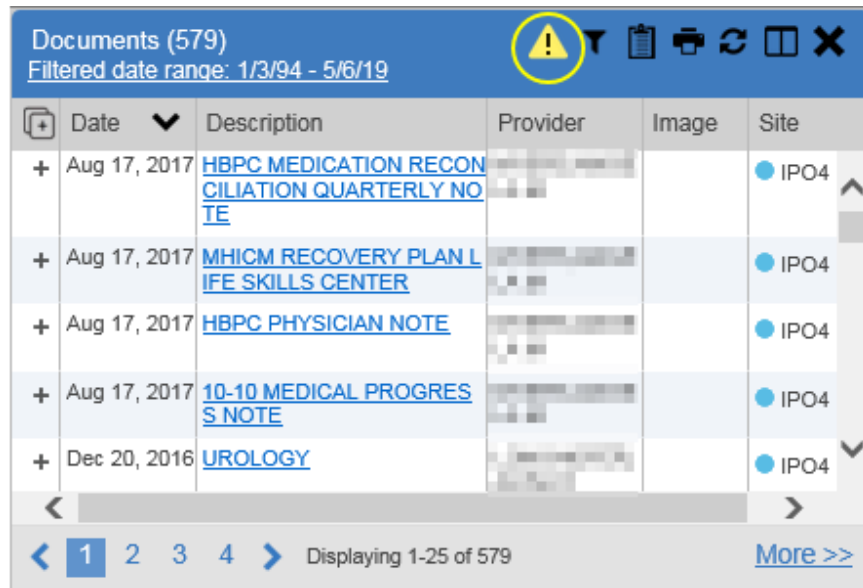 Documents (579)
Filtered date range: 1/3/94 - 5/6/19
Date Description Provider Image Site
+ Aug 17, 2017 HBPC MEDICATION RECON IPO4
CILIATION QUARTERLY NO
TE
+ Aug 17, 2017 MHICM RECOVERY PLAN L IPO4
IFE SKILLS CENTER
+ Aug 17, 2017 HBPC PHYSICIAN NOTE IPO4
+ Aug 17, 2017 10-10 MEDICAL PROGRES IPO4
S NOTE
+ Dec 20, 2016 UROLOGY IPO4
1 2 3 4 Displaying 1-25 of 579 More >>